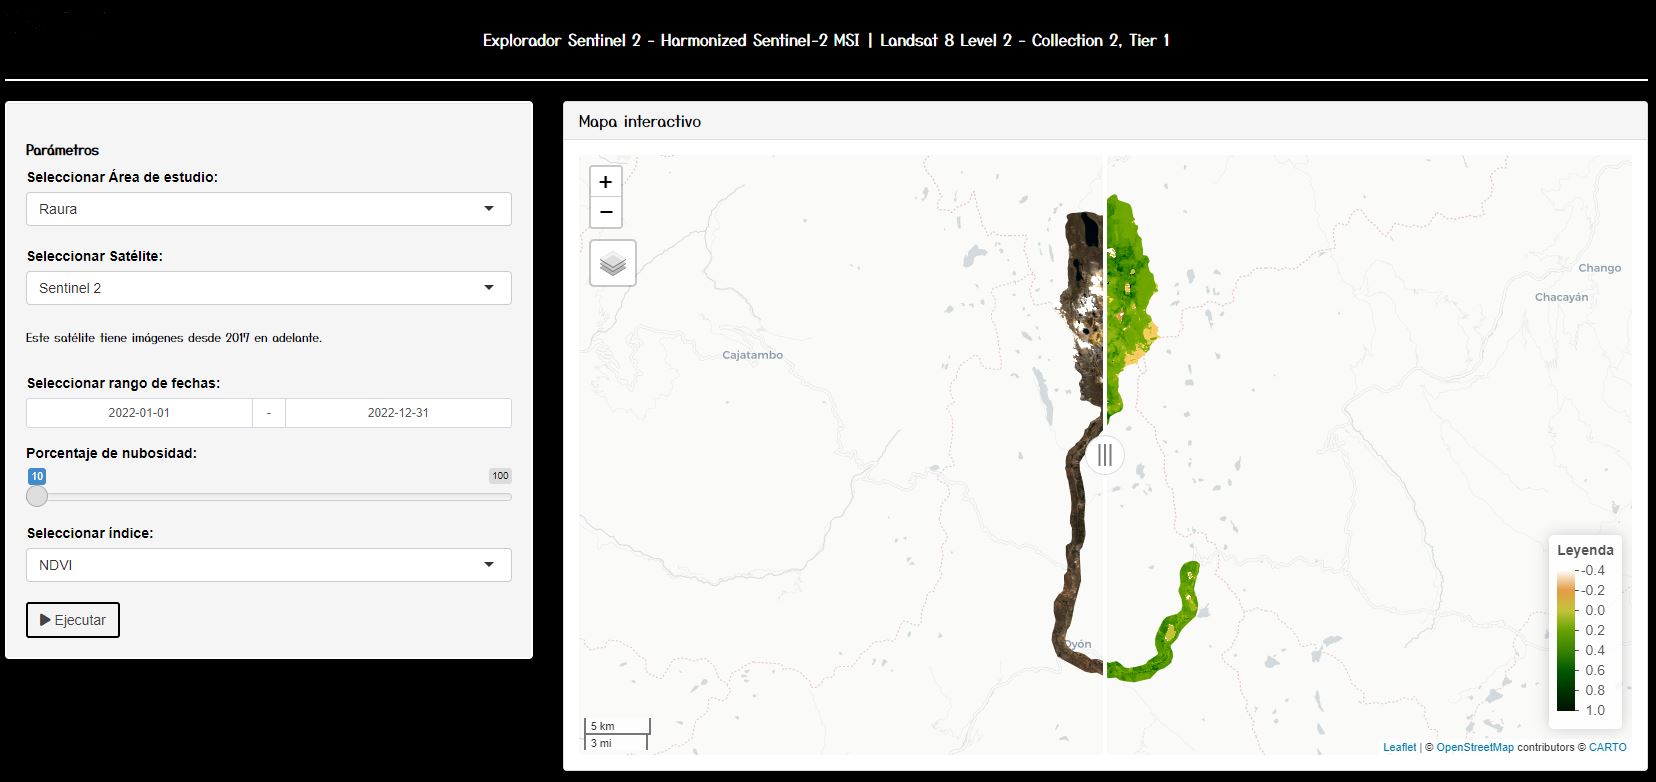 Explorador Sentinel 2 - Harmonized Sentinel-2 MSI | Landsat 8 Level 2 - Collection 2, Tier 1
Parámetros
Seleccionar Área de estudio:
Raura
Seleccionar Satélite:
Sentinel 2
Este satélite tiene imágenes desde 2017 en adelante.
Seleccionar rango de fechas:
2022-01-01 - 2022-12-31
Porcentaje de nubosidad:
10 100
Seleccionar índice:
NDVI
Ejecutar
Mapa interactivo
+
−
Chango
Chacayán
Cajatambo
Oyón
Leyenda
-0.4
-0.2
0.0
0.2
0.4
0.6
0.8
1.0
5 km
3 mi
Leaflet | © OpenStreetMap contributors © CARTO